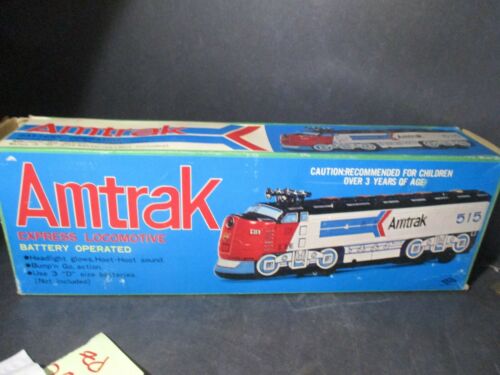 Amtrak
Amtrak
CAUTION:RECOMMENDED FOR CHILDREN
OVER 3 YEARS OF AGE.
Amtrak
EXPRESS LOCOMOTIVE
BATTERY OPERATED
●Headlight glows,Hoot-Hoot sound.
●Bump'n Go, action.
●Use 3 "D" size batteries.
(Not included)
Amtrak
515